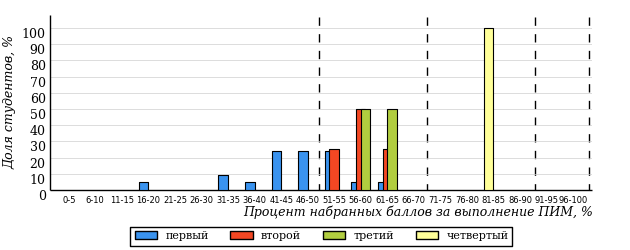 Доля студентов, %
100
90
80
70
60
50
40
30
20
10
0
0-5 6-10 11-15 16-20 21-25 26-30 31-35 36-40 41-45 46-50 51-55 56-60 61-65 66-70 71-75 76-80 81-85 86-90 91-95 96-100
Процент набранных баллов за выполнение ПИМ, %
первый второй третий четвертый